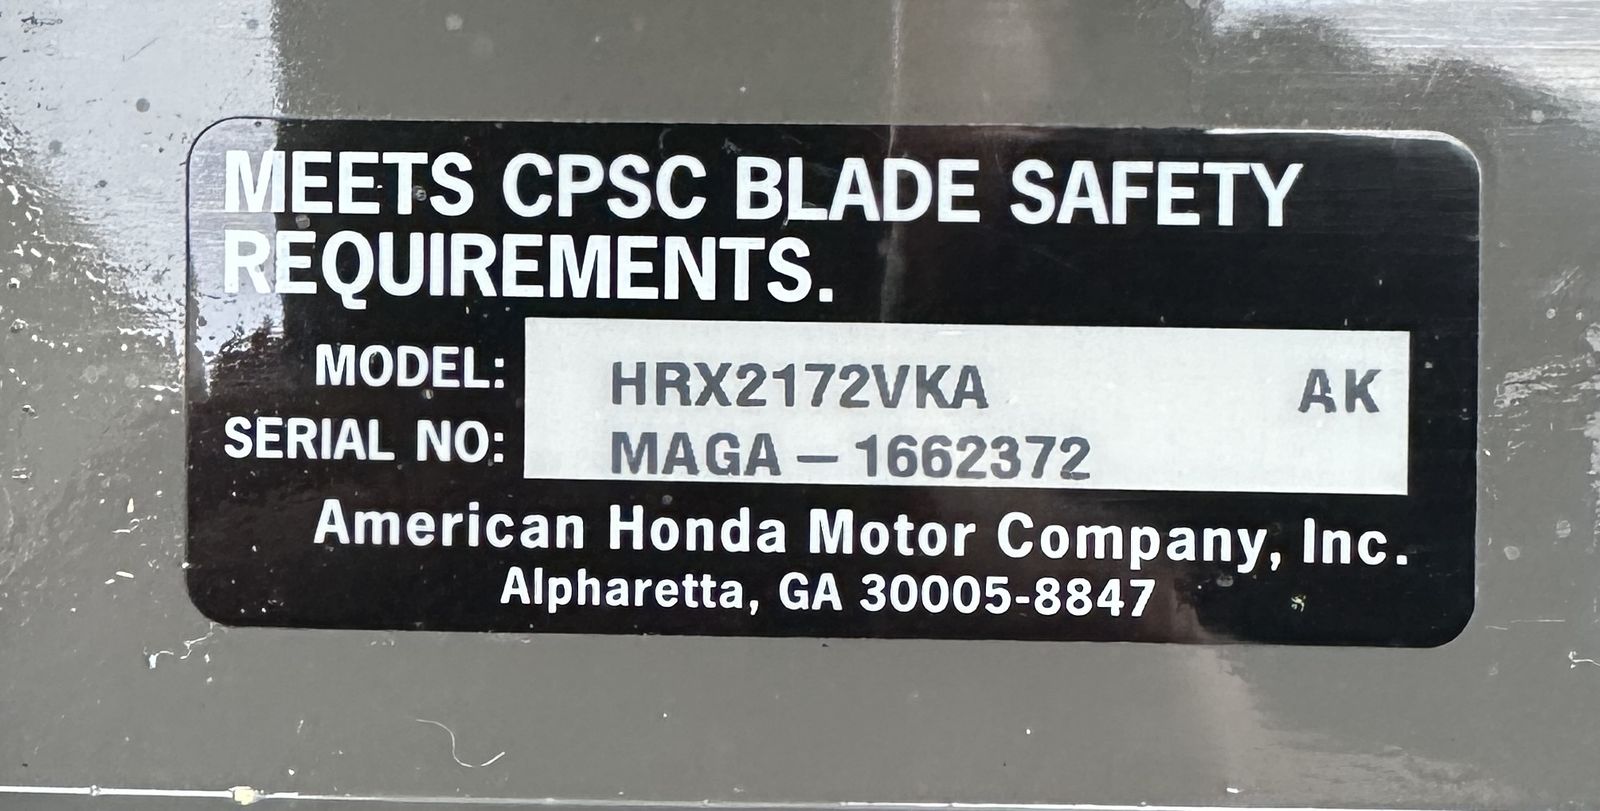 MEETS CPSC BLADE SAFETY
REQUIREMENTS.
MODEL: HRX2172VKA AK
SERIAL NO: MAGA – 1662372
American Honda Motor Company, Inc.
Alpharetta, GA 30005-8847